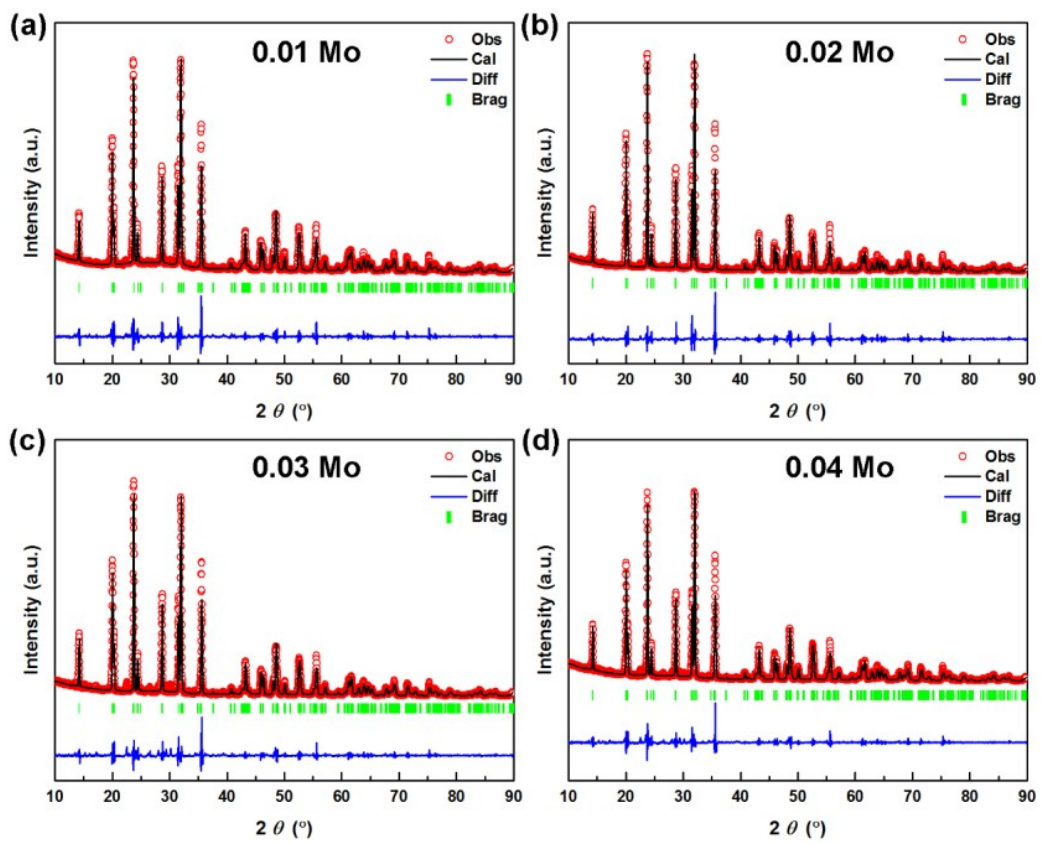 (a)
0.01 Mo
Obs
Cal
Diff
Brag
Intensity (a.u.)
10 20 30 40 50 60 70 80 90
2 θ (°)
(b)
0.02 Mo
Obs
Cal
Diff
Brag
Intensity (a.u.)
10 20 30 40 50 60 70 80 90
2 θ (°)
(c)
0.03 Mo
Obs
Cal
Diff
Brag
Intensity (a.u.)
10 20 30 40 50 60 70 80 90
2 θ (°)
(d)
0.04 Mo
Obs
Cal
Diff
Brag
Intensity (a.u.)
10 20 30 40 50 60 70 80 90
2 θ (°)